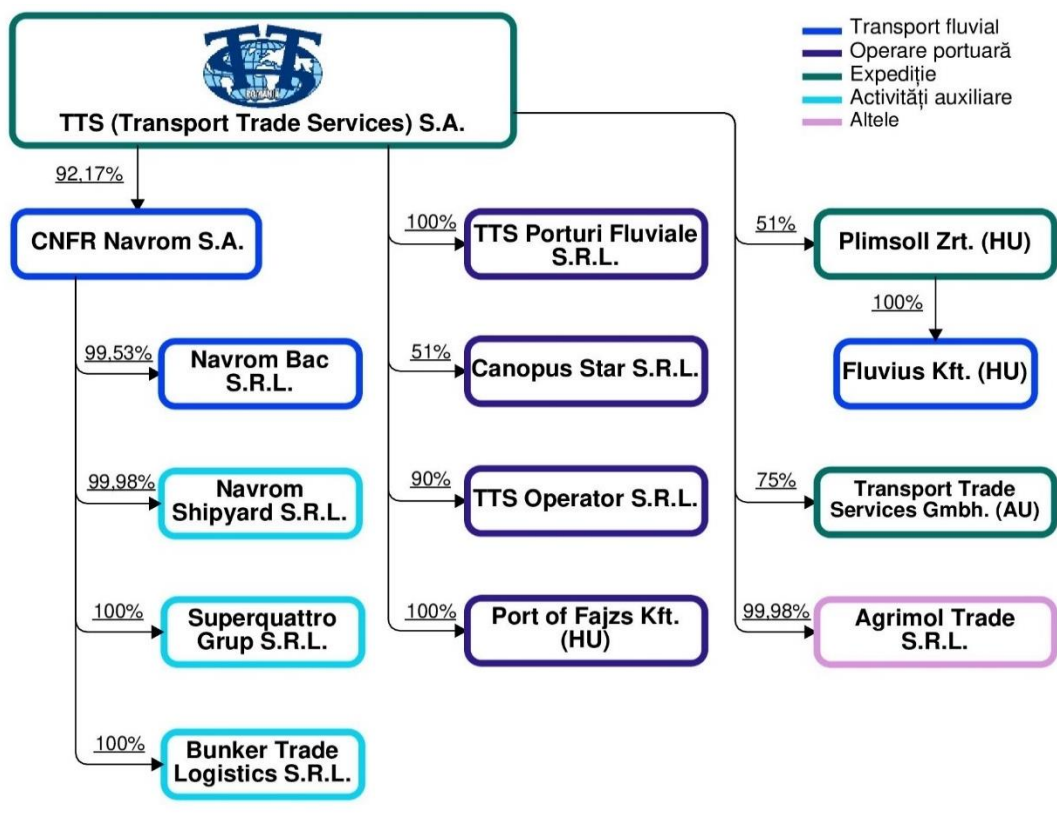 ROMANIA
TTS (Transport Trade Services) S.A.
Transport fluvial
Operare portuară
Expediție
Activități auxiliare
Altele
92,17%
CNFR Navrom S.A.
99,53%
Navrom Bac
S.R.L.
99,98%
Navrom
Shipyard S.R.L.
100%
Superquattro
Grup S.R.L.
100%
Bunker Trade
Logistics S.R.L.
100%
TTS Porturi Fluviale
S.R.L.
51%
Canopus Star S.R.L.
90%
TTS Operator S.R.L.
100%
Port of Fajzs Kft.
(HU)
51%
Plimsoll Zrt. (HU)
100%
Fluvius Kft. (HU)
75%
Transport Trade
Services Gmbh. (AU)
99,98%
Agrimol Trade
S.R.L.